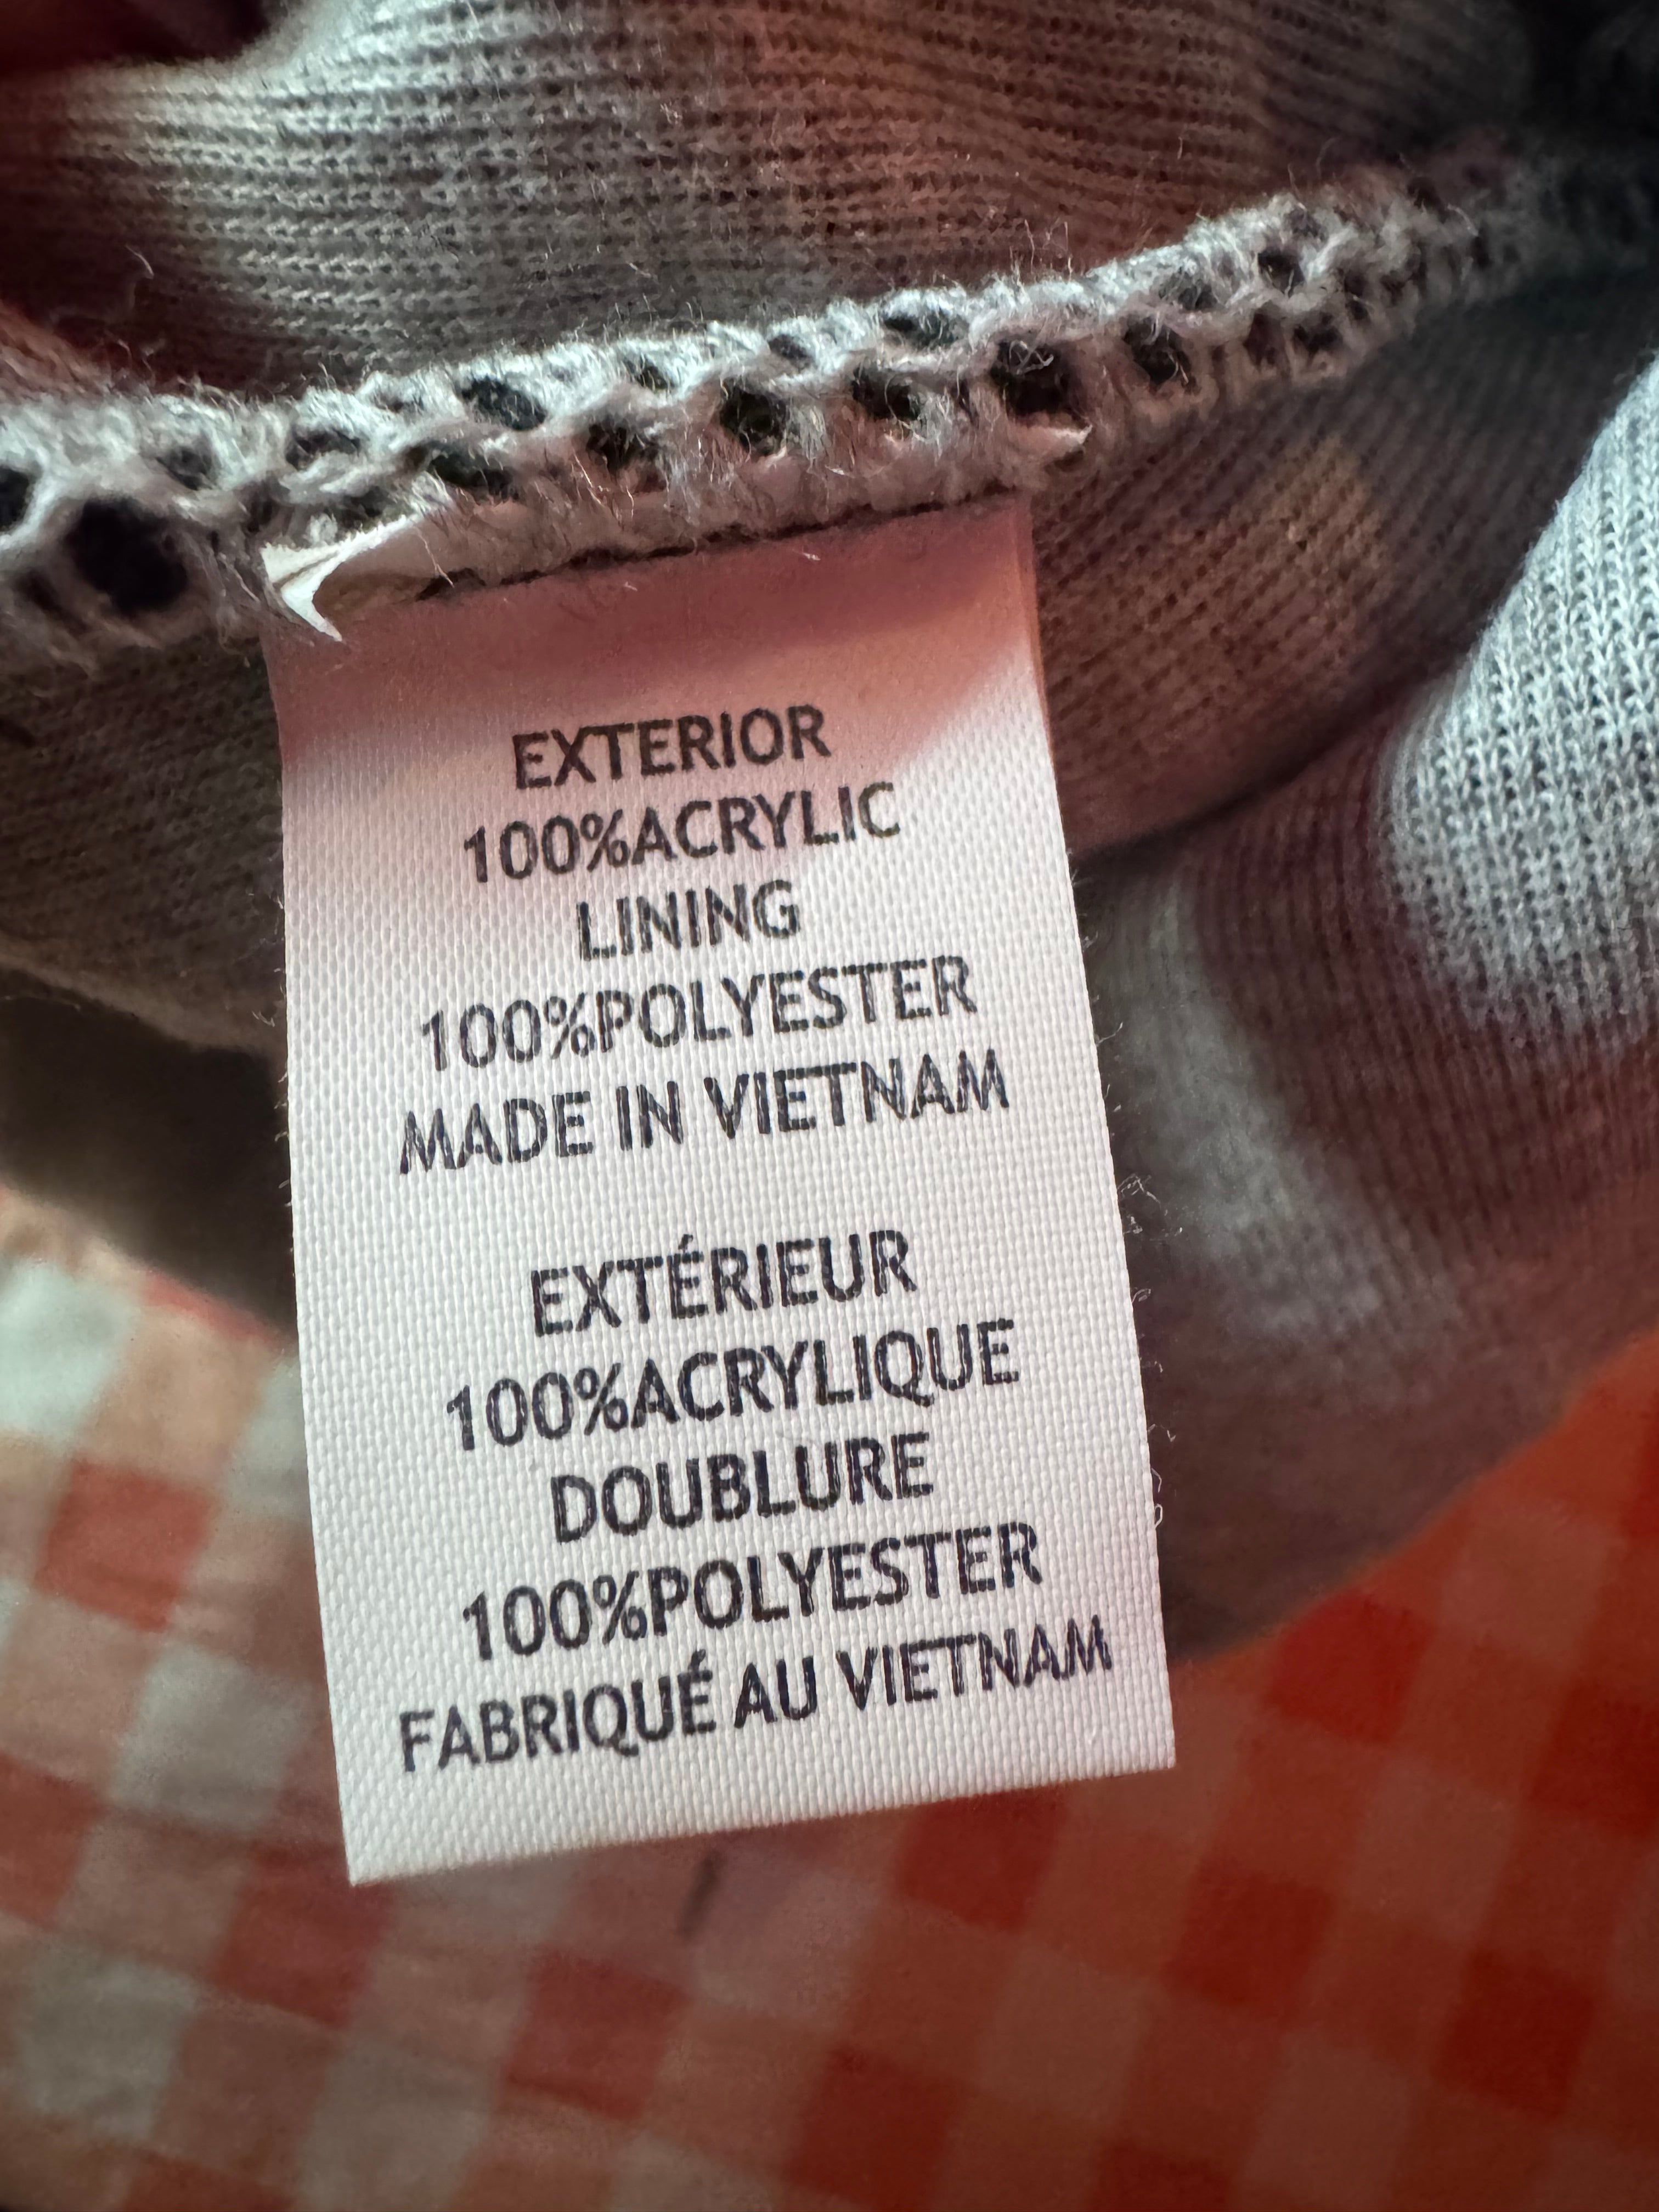 EXTERIOR
100%ACRYLIC
LINING
100%POLYESTER
MADE IN VIETNAM
EXTÉRIEUR
100%ACRYLIQUE
DOUBLURE
100%POLYESTER
FABRIQUÉ AU VIETNAM